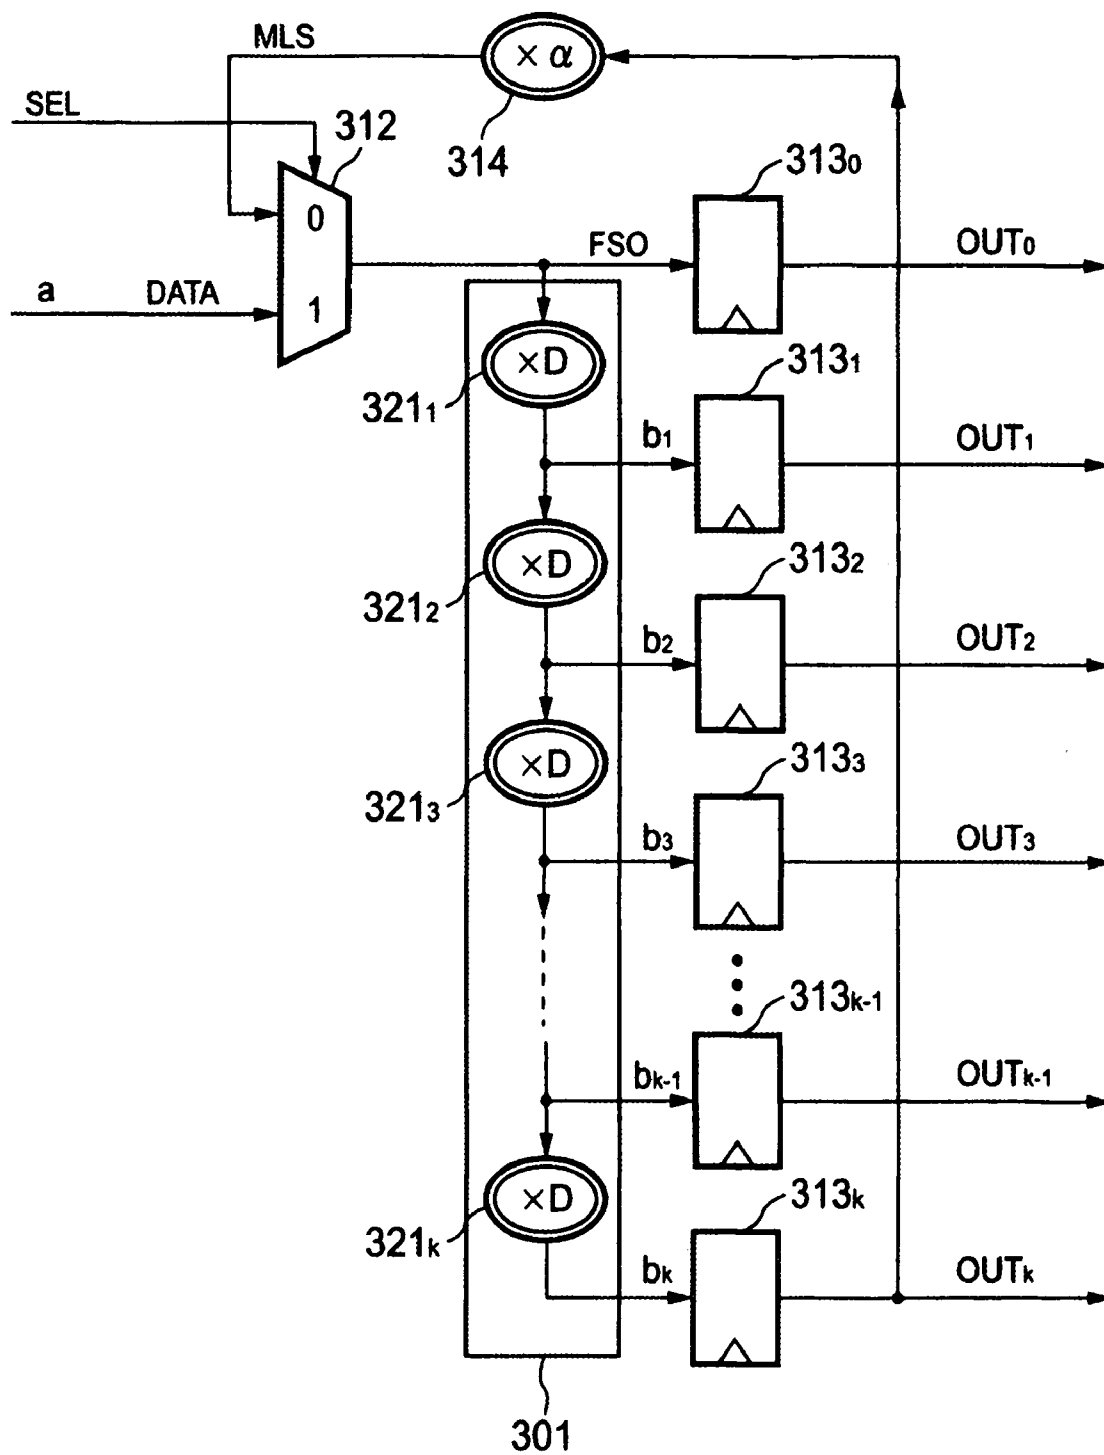 MLS
× α
SEL
312
314
313₀
0
FSO
OUT₀
a
DATA
1
×D
321₁
313₁
b₁
OUT₁
×D
321₂
313₂
b₂
OUT₂
×D
321₃
313₃
b₃
OUT₃
313ₖ₋₁
bₖ₋₁
OUTₖ₋₁
×D
321ₖ
313ₖ
bₖ
OUTₖ
301